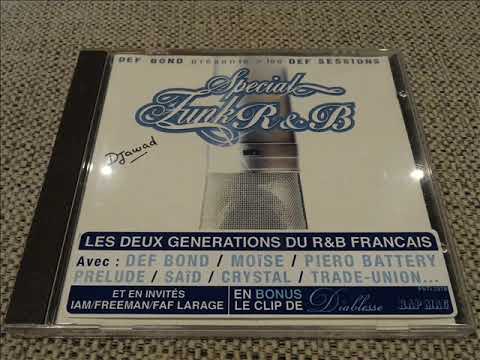 DEF BOND présente > les DEF SESSIONS
Special
Funk R & B
Djawad
LES DEUX GENERATIONS DU R&B FRANCAIS
Avec : DEF BOND / MOÏSE / PIERO BATTERY
PRELUDE / SAïD / CRYSTAL / TRADE-UNION...
ET EN INVITÉS
IAM/FREEMAN/FAF LARAGE
EN BONUS
LE CLIP DE Diablesse
RAP MAG